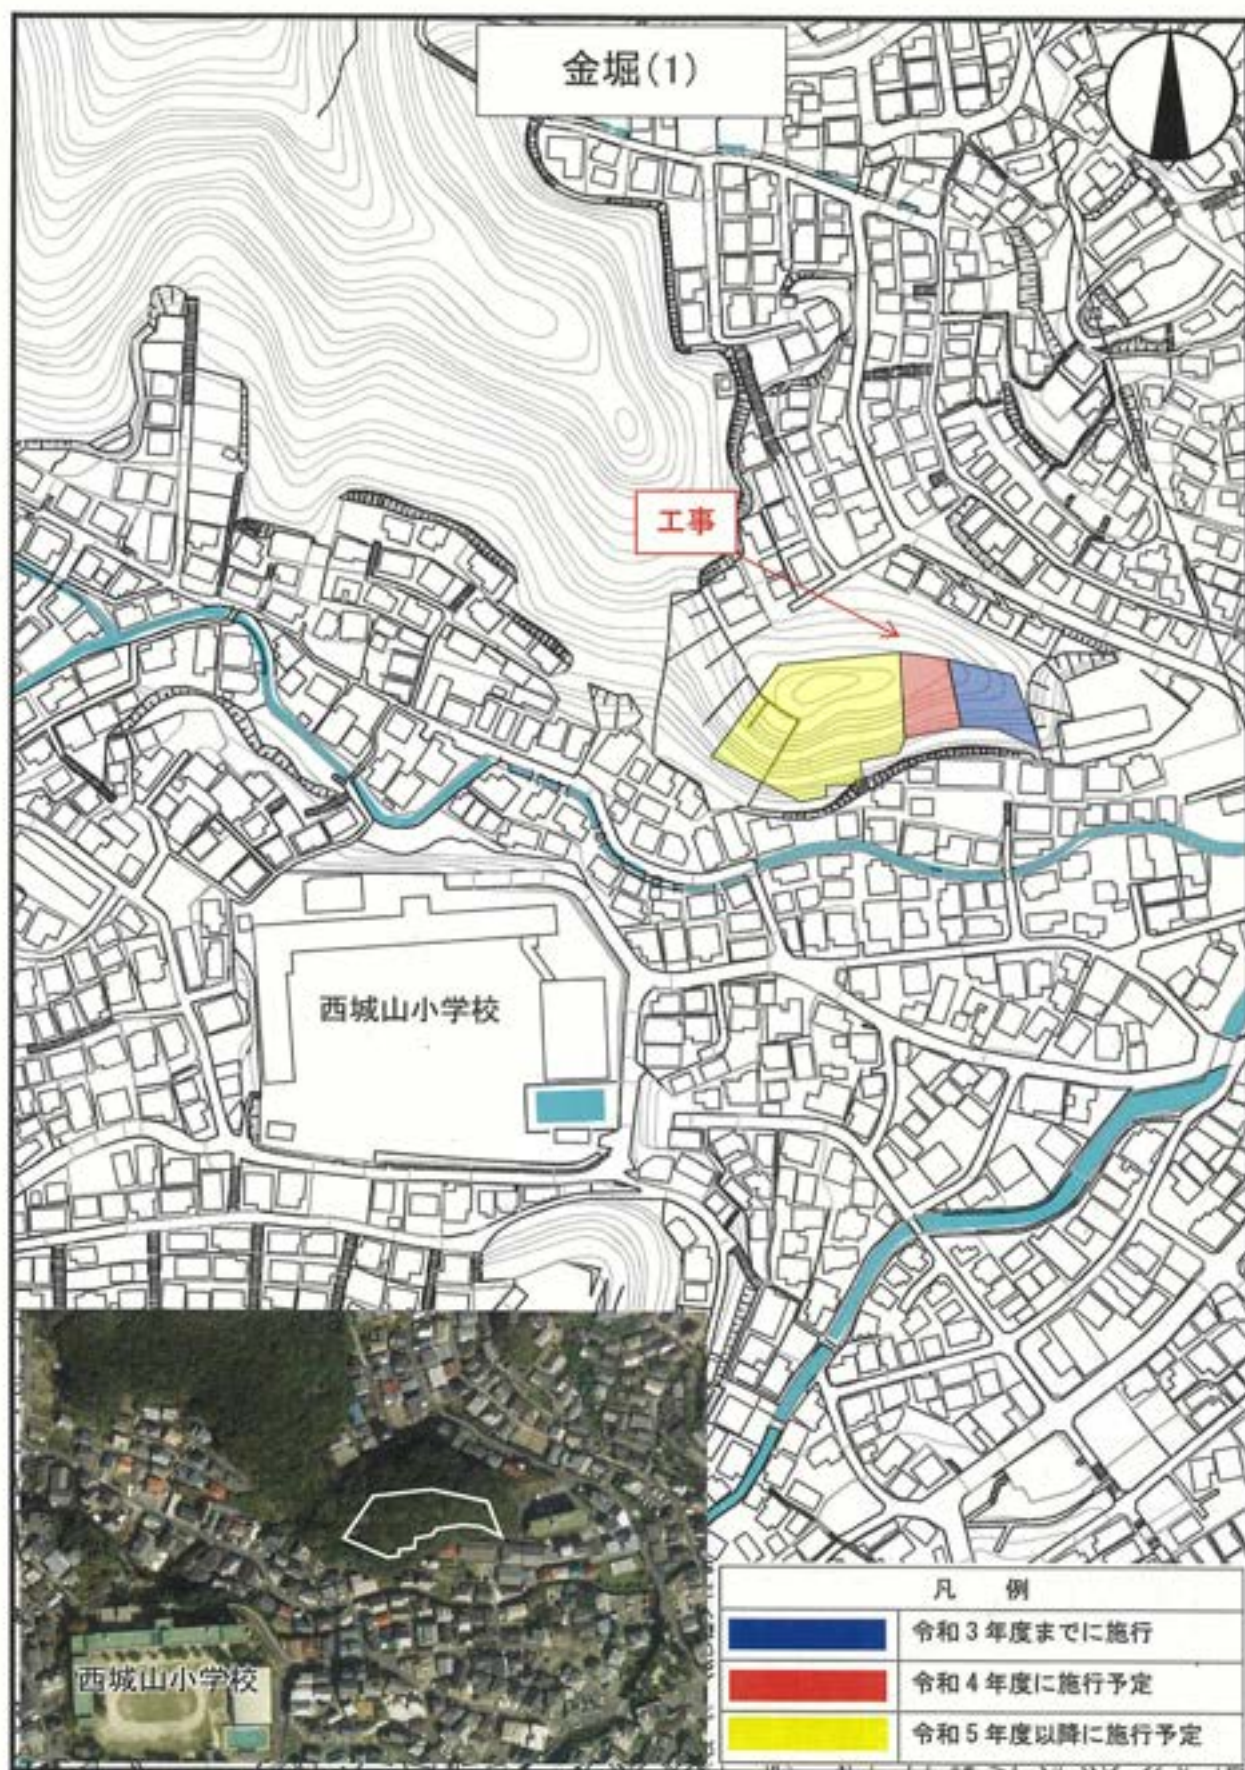 金堀(1)
工事
西城山小学校
西城山小学校
凡 例
令和3年度までに施行
令和4年度に施行予定
令和5年度以降に施行予定